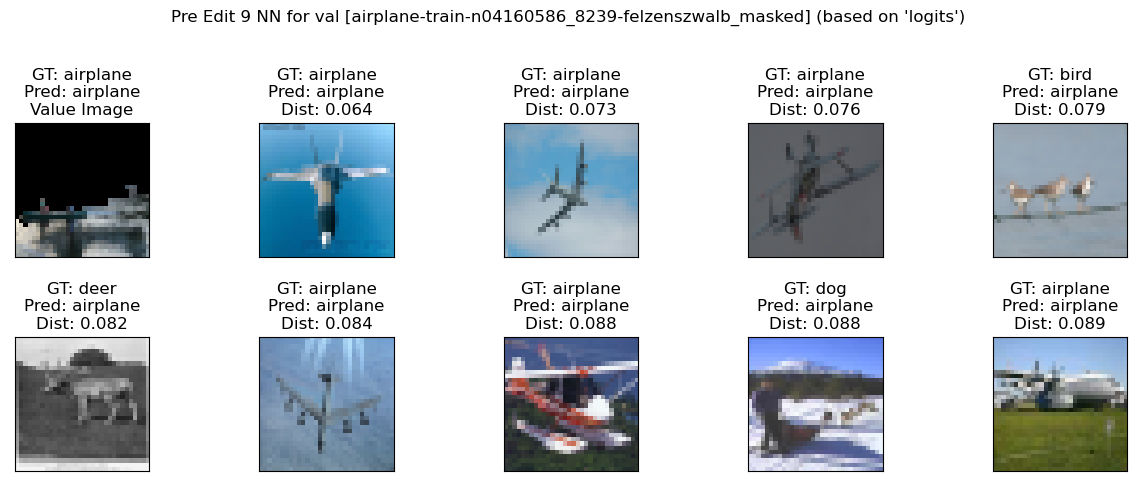 Pre Edit 9 NN for val [airplane-train-n04160586_8239-felzenszwalb_masked] (based on 'logits')
GT: airplane
Pred: airplane
Value Image
GT: airplane
Pred: airplane
Dist: 0.064
GT: airplane
Pred: airplane
Dist: 0.073
GT: airplane
Pred: airplane
Dist: 0.076
GT: bird
Pred: airplane
Dist: 0.079
GT: deer
Pred: airplane
Dist: 0.082
GT: airplane
Pred: airplane
Dist: 0.084
GT: airplane
Pred: airplane
Dist: 0.088
GT: dog
Pred: airplane
Dist: 0.088
GT: airplane
Pred: airplane
Dist: 0.089